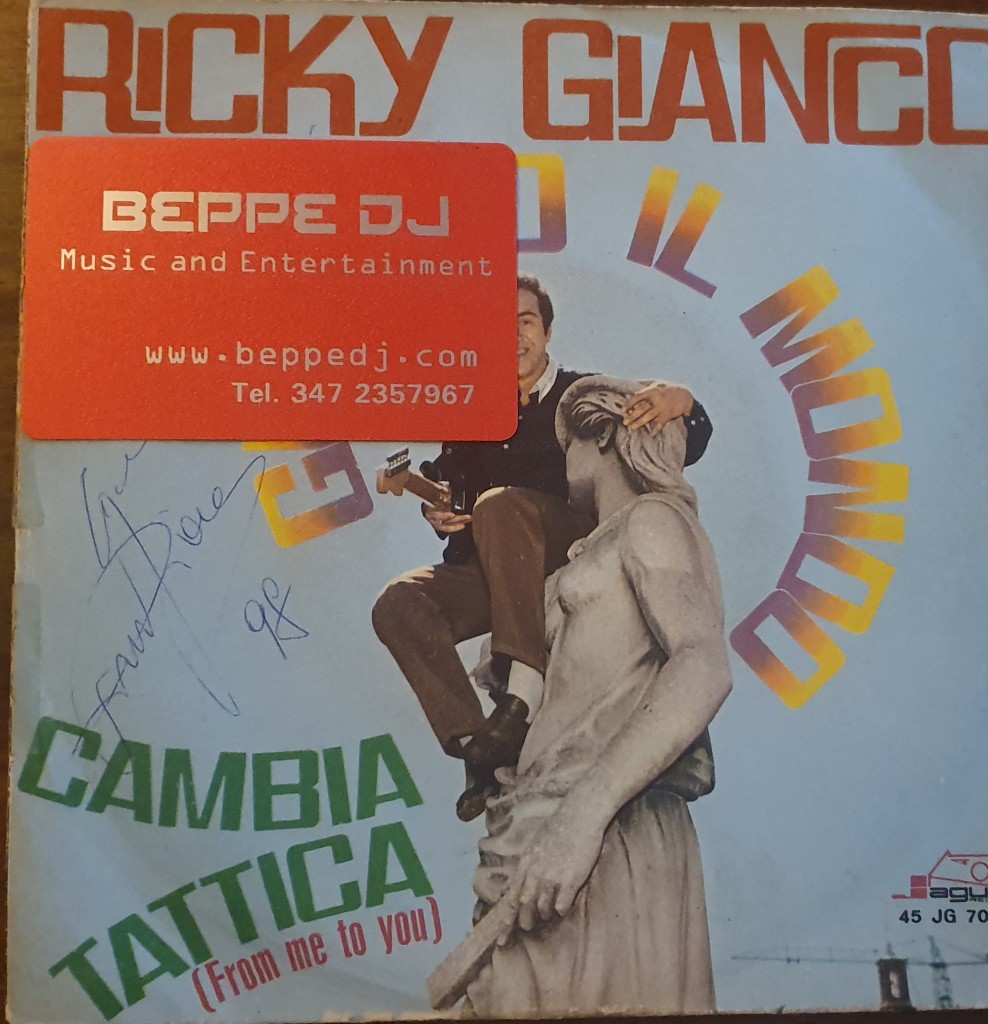 RICKY GIANCO
BEPPE DJ
Music and Entertainment
www.beppedj.com
Tel. 347 2357967
IL MONDO
98
CAMBIA
TATTICA
(From me to you)
Jagu
45 JG 70